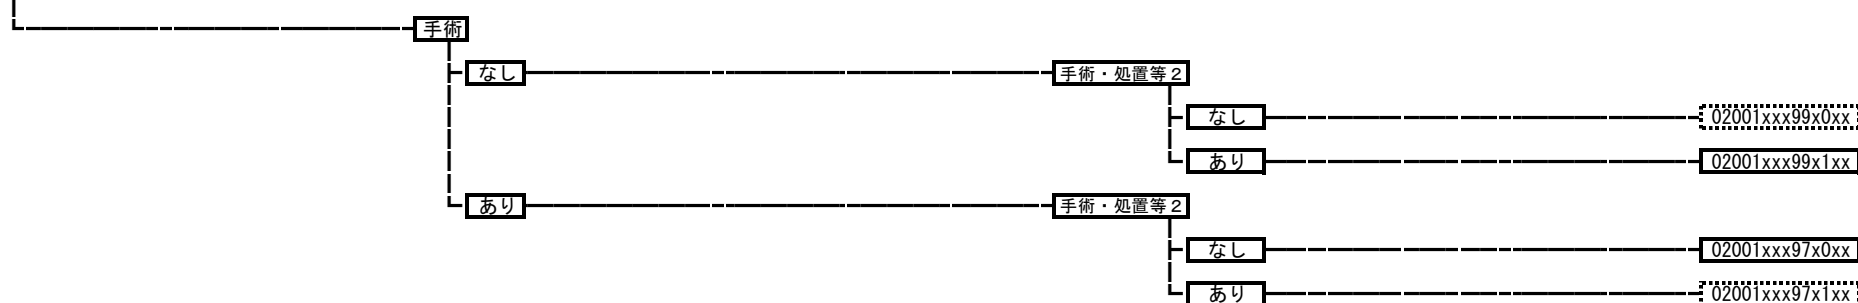 手術
なし 手術・処置等２
なし 02001xxx99x0xx
あり 02001xxx99x1xx
あり 手術・処置等２
なし 02001xxx97x0xx
あり 02001xxx97x1xx